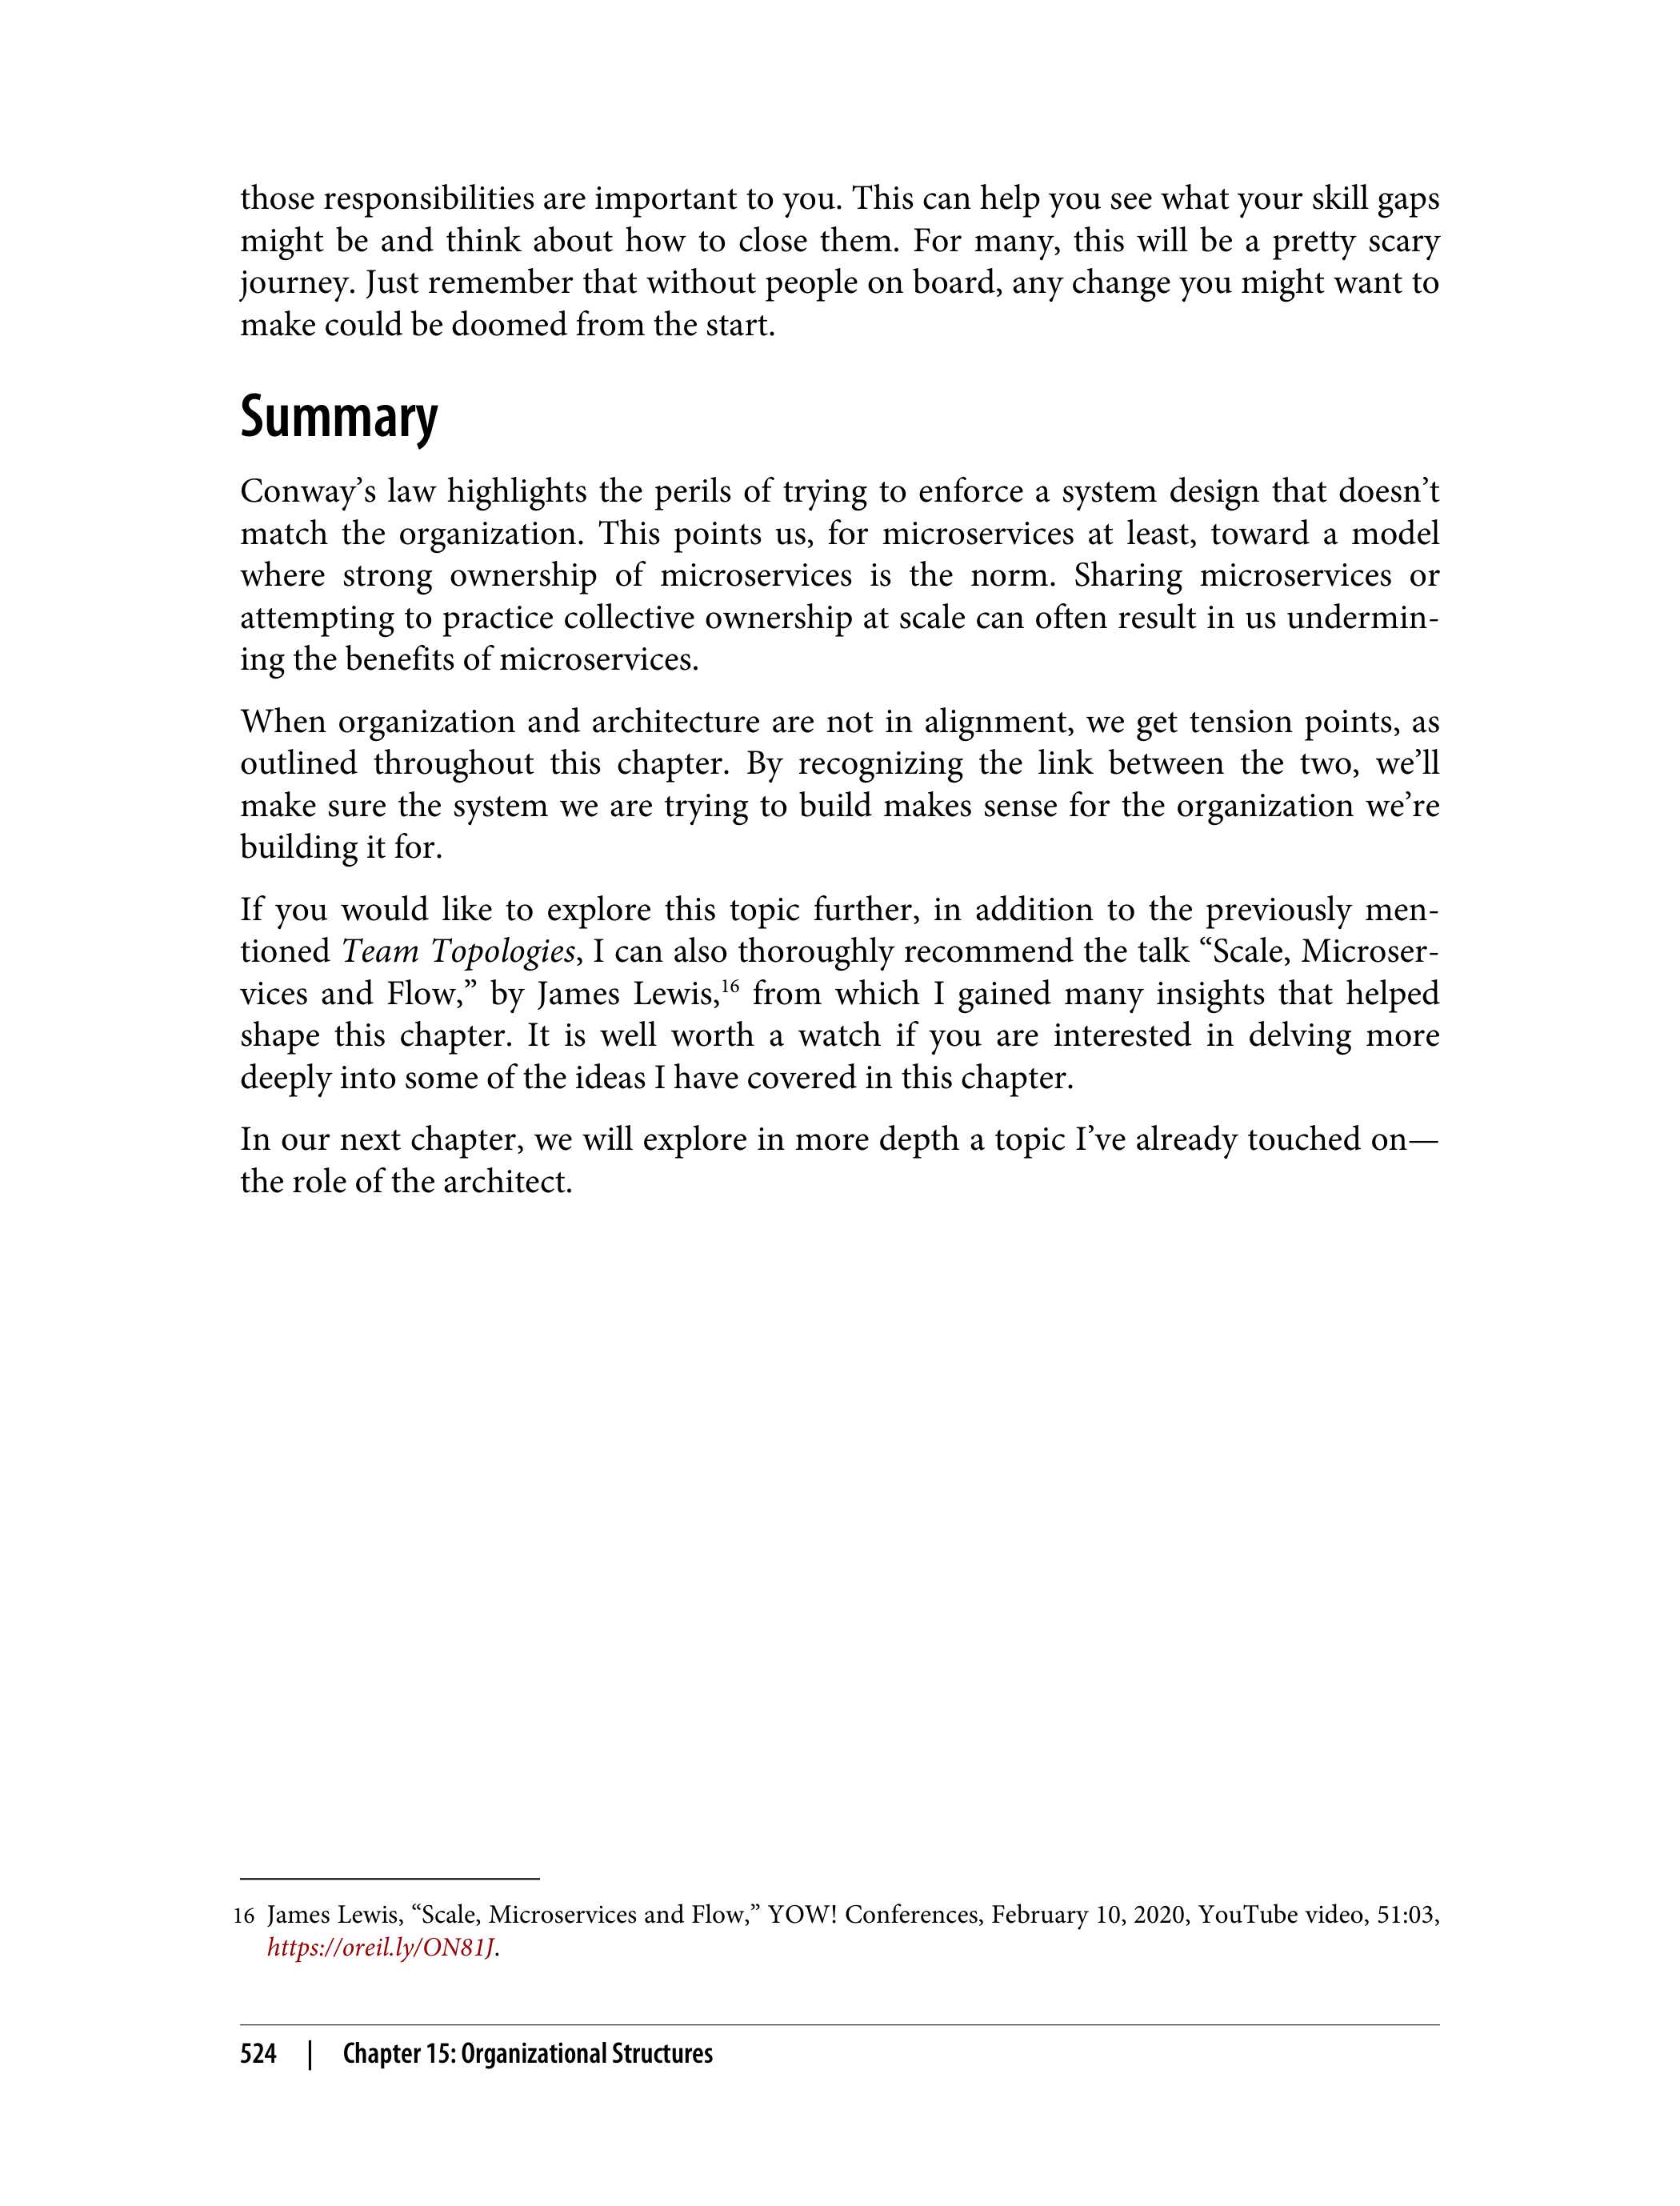 those responsibilities are important to you. This can help you see what your skill gaps
might be and think about how to close them. For many, this will be a pretty scary
journey. Just remember that without people on board, any change you might want to
make could be doomed from the start.
Summary
Conway’s law highlights the perils of trying to enforce a system design that doesn’t
match the organization. This points us, for microservices at least, toward a model
where strong ownership of microservices is the norm. Sharing microservices or
attempting to practice collective ownership at scale can often result in us undermin-
ing the benefits of microservices.
When organization and architecture are not in alignment, we get tension points, as
outlined throughout this chapter. By recognizing the link between the two, we’ll
make sure the system we are trying to build makes sense for the organization we’re
building it for.
If you would like to explore this topic further, in addition to the previously men-
tioned Team Topologies, I can also thoroughly recommend the talk “Scale, Microser-
vices and Flow,” by James Lewis,16 from which I gained many insights that helped
shape this chapter. It is well worth a watch if you are interested in delving more
deeply into some of the ideas I have covered in this chapter.
In our next chapter, we will explore in more depth a topic I’ve already touched on—
the role of the architect.
16 James Lewis, “Scale, Microservices and Flow,” YOW! Conferences, February 10, 2020, YouTube video, 51:03,
https://oreil.ly/ON81J.
524 | Chapter 15: Organizational Structures